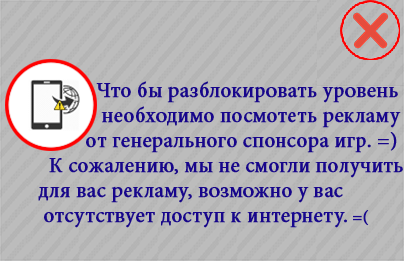 Что бы разблокировать уровень
необходимо посмотеть рекламу
от генерального спонсора игр. =)
К сожалению, мы не смогли получить
для вас рекламу, возможно у вас
отсутствует доступ к интернету. =(